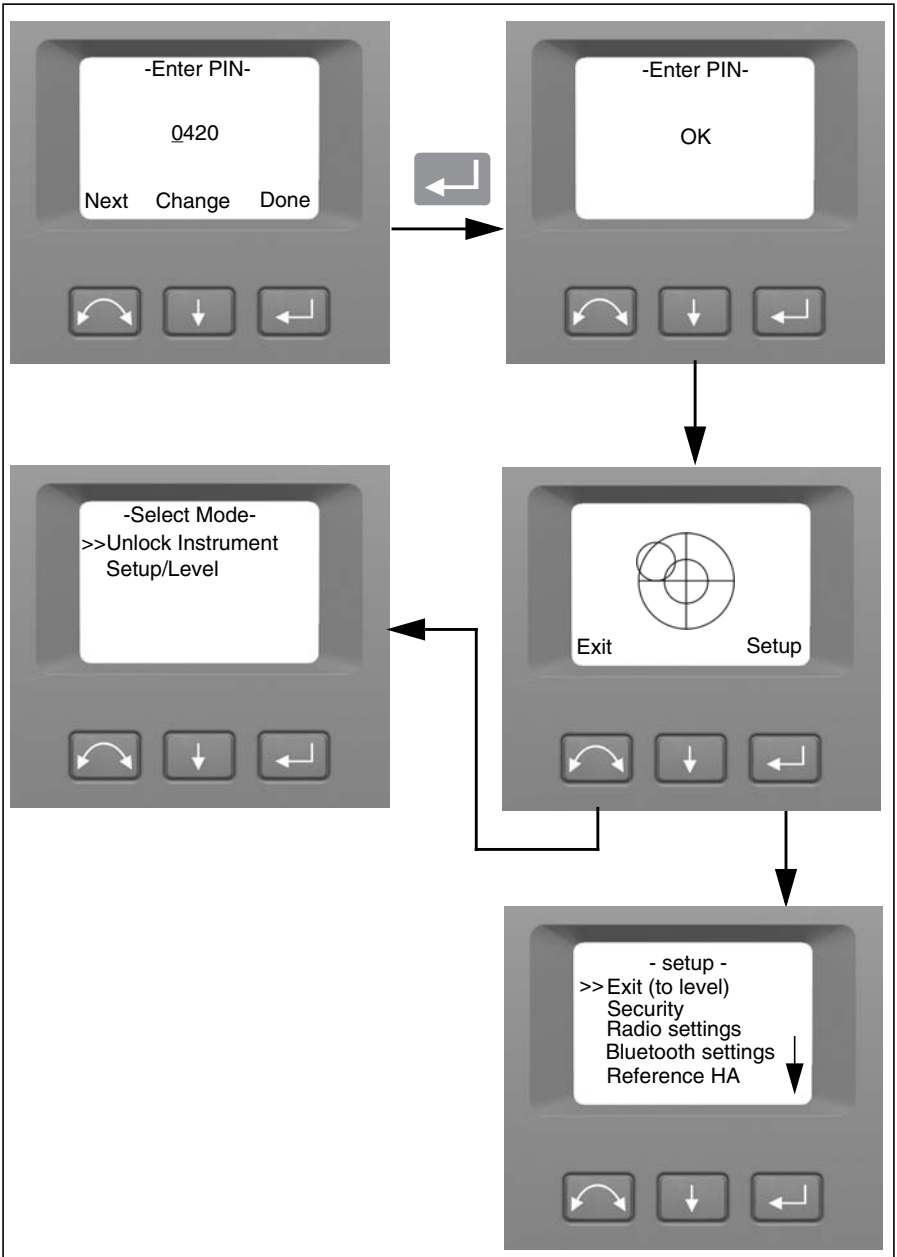 -Enter PIN-
0420
Next Change Done
-Enter PIN-
OK
-Select Mode-
>>Unlock Instrument
Setup/Level
Exit Setup
- setup -
>>Exit (to level)
Security
Radio settings
Bluetooth settings
Reference HA